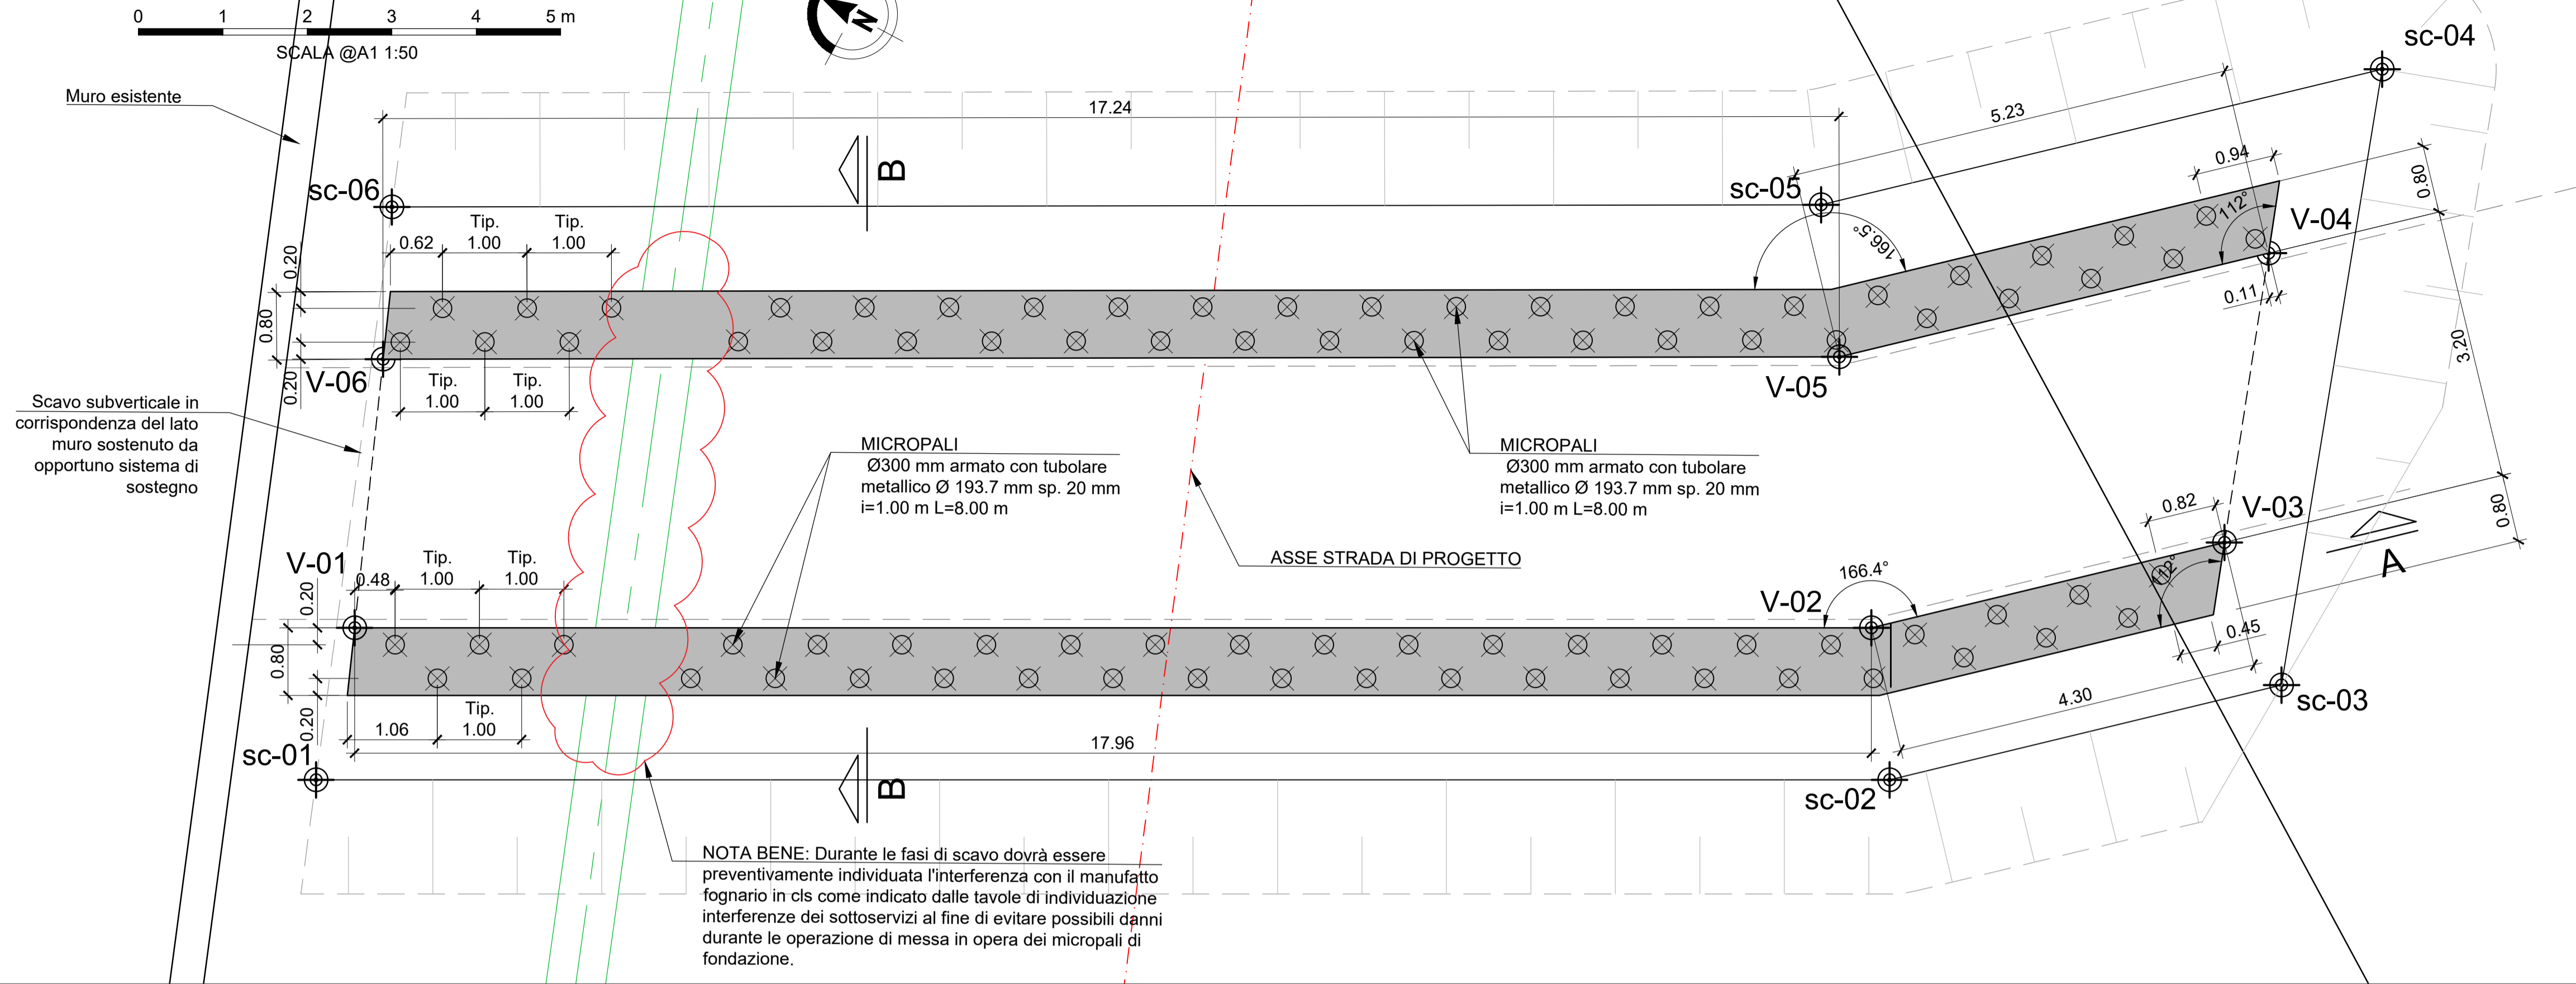 0 1 2 3 4 5 m
SCALA @A1 1:50
N
Muro esistente
sc-04
17.24
5.23
0.94
0.80
B
sc-06
sc-05
112°
V-04
166.5°
Tip.
Tip.
0.62 1.00 1.00
0.20
0.80
0.20
0.11
V-06
V-05
3.20
Tip.
Tip.
1.00 1.00
Scavo subverticale in
corrispondenza del lato
muro sostenuto da
opportuno sistema di
sostegno
MICROPALI
Ø300 mm armato con tubolare
metallico Ø 193.7 mm sp. 20 mm
i=1.00 m L=8.00 m
MICROPALI
Ø300 mm armato con tubolare
metallico Ø 193.7 mm sp. 20 mm
i=1.00 m L=8.00 m
0.82
V-03
0.80
A
ASSE STRADA DI PROGETTO
V-01
Tip.
Tip.
0.48 1.00 1.00
166.4°
V-02
112°
0.20
0.80
0.20
0.45
Tip.
1.06 1.00
4.30
sc-03
17.96
sc-01
B
sc-02
NOTA BENE: Durante le fasi di scavo dovrà essere
preventivamente individuata l'interferenza con il manufatto
fognario in cls come indicato dalle tavole di individuazione
interferenze dei sottoservizi al fine di evitare possibili danni
durante le operazione di messa in opera dei micropali di
fondazione.